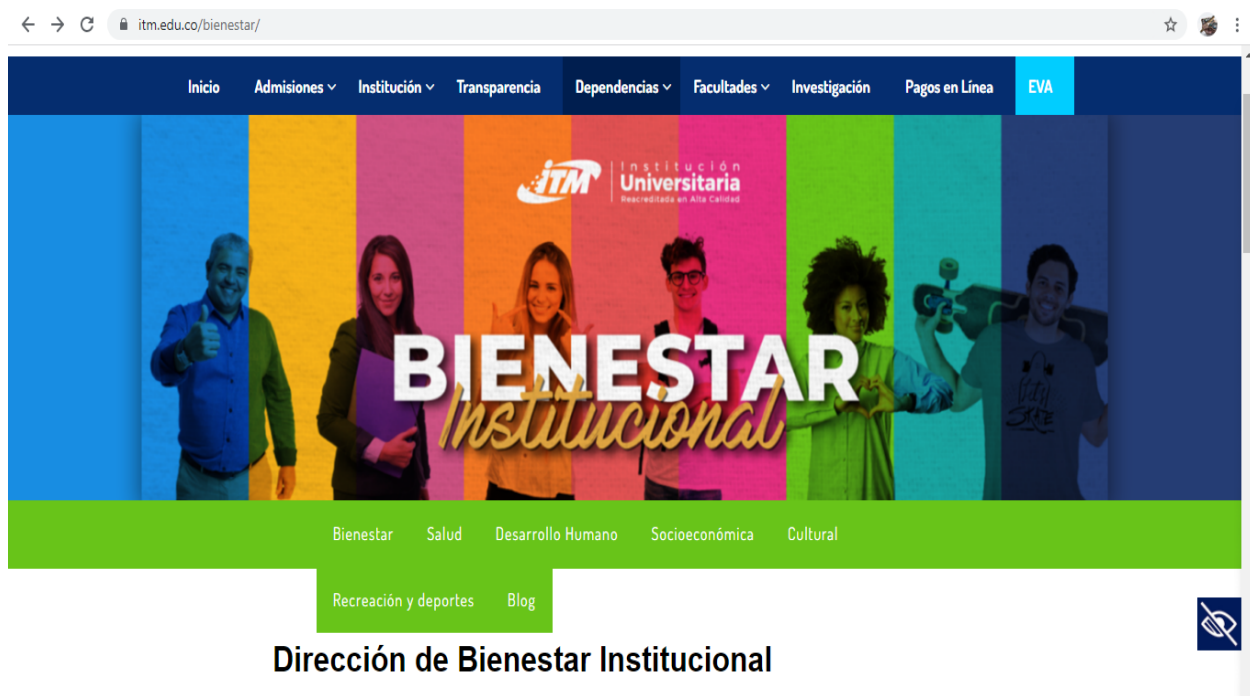 itm.edu.co/bienestar/
Inicio Admisiones Institución Transparencia Dependencias Facultades Investigación Pagos en Línea EVA
iTM Institución
Universitaria
Reacreditada en Alta Calidad
BIENESTAR
Institucional
SKATE
Bienestar Salud Desarrollo Humano Socioeconómica Cultural
Recreación y deportes Blog
Dirección de Bienestar Institucional